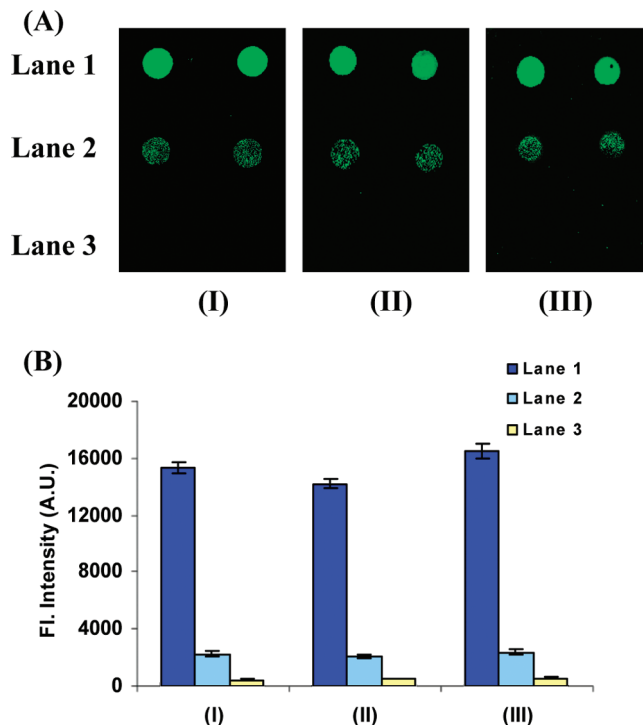 (A)
Lane 1
Lane 2
Lane 3
(I) (II) (III)
(B)
Lane 1
Lane 2
Lane 3
20000
16000
12000
8000
4000
0
Fl. Intensity (A.U.)
(I) (II) (III)